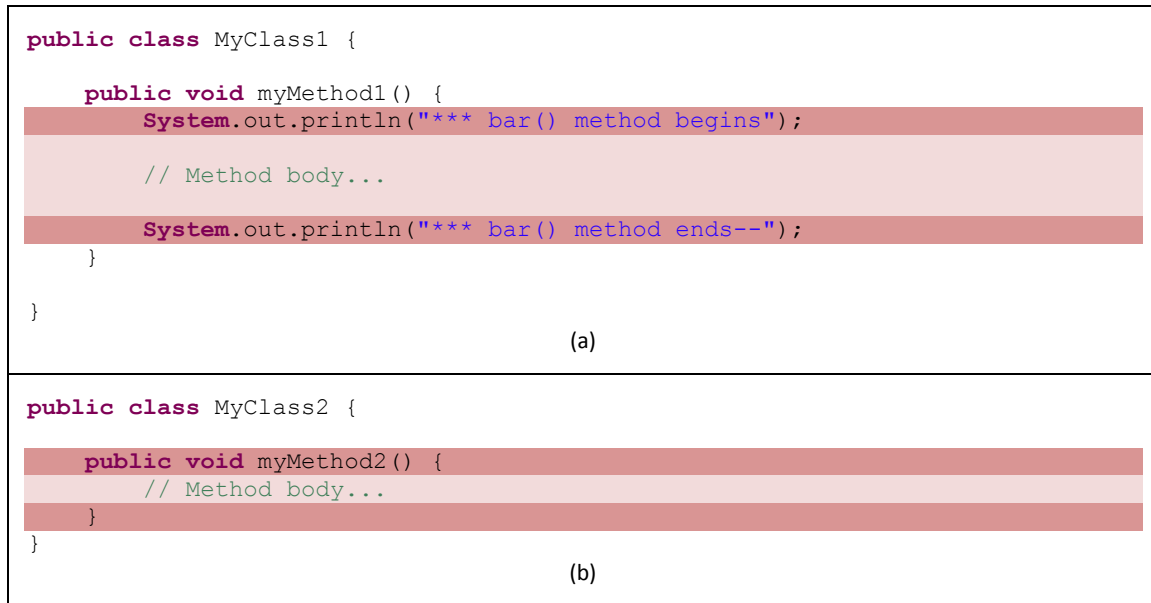 public class MyClass1 {
public void myMethod1() {
System.out.println("*** bar() method begins");
// Method body...
System.out.println("*** bar() method ends--");
}
}
(a)
public class MyClass2 {
public void myMethod2() {
// Method body...
}
}
(b)